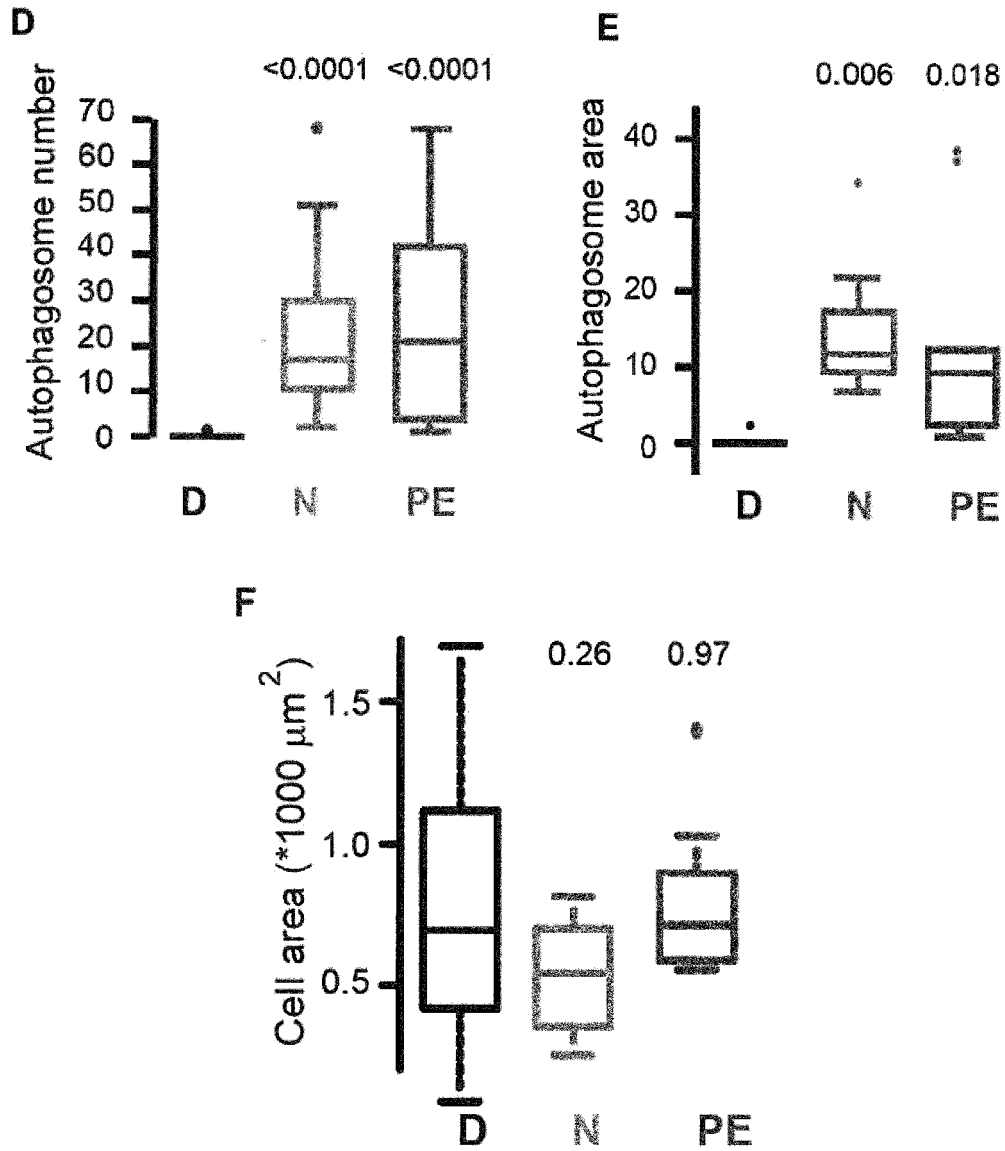 D
<0.0001 <0.0001
Autophagosome number
70
60
50
40
30
20
10
0
D N PE
E
0.006 0.018
Autophagosome area
40
30
20
10
0
D N PE
F
0.26 0.97
Cell area (*1000 μm²)
1.5
1.0
0.5
D N PE